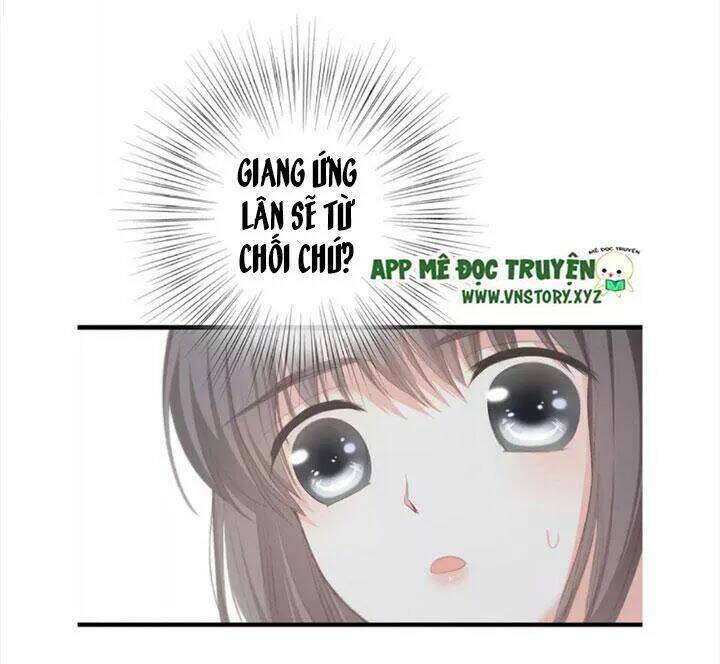 GIANG ỨNG
LÂN SẼ TỪ
CHỐI CHỨ?
MÊ ĐỌC TRUYỆN
APP MÊ ĐỌC TRUYỆN
WWW.VNSTORY.XYZ